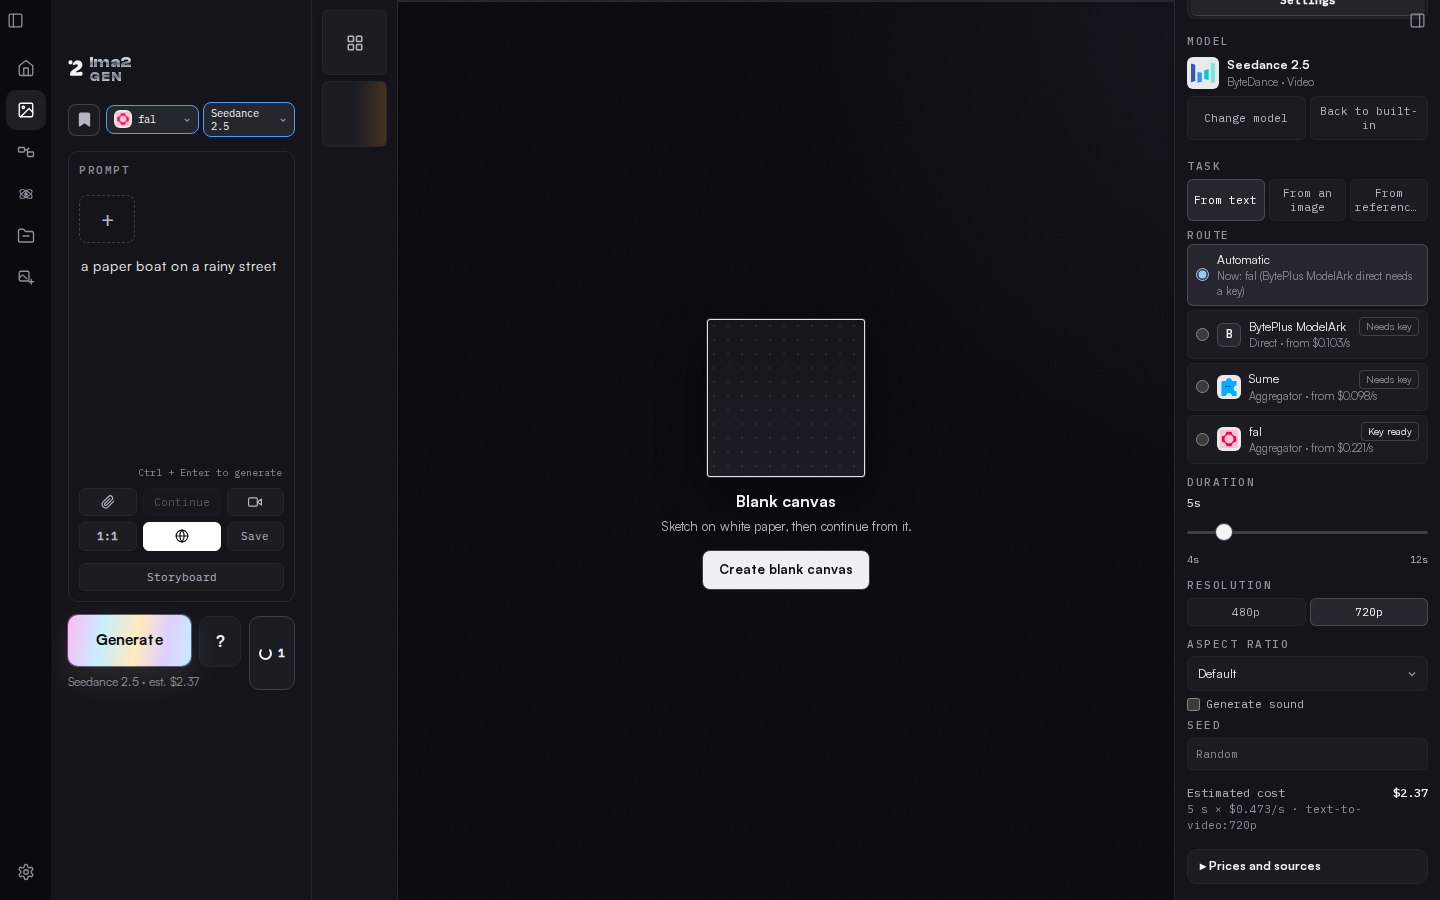 ima2
GEN
fal
Seedance
2.5
PROMPT
+
a paper boat on a rainy street
Ctrl + Enter to generate
Continue
1:1
Save
Storyboard
Generate
?
1
Seedance 2.5 · est. $2.37
Blank canvas
Sketch on white paper, then continue from it.
Create blank canvas
Settings
MODEL
Seedance 2.5
ByteDance · Video
Change model
Back to built-
in
TASK
From text
From an
image
From
referenc…
ROUTE
Automatic
Now: fal (BytePlus ModelArk direct needs
a key)
B
BytePlus ModelArk
Needs key
Direct · from $0.103/s
Sume
Needs key
Aggregator · from $0.098/s
fal
Key ready
Aggregator · from $0.221/s
DURATION
5s
4s
12s
RESOLUTION
480p
720p
ASPECT RATIO
Default
Generate sound
SEED
Random
Estimated cost
$2.37
5 s × $0.473/s · text-to-
video:720p
▸ Prices and sources